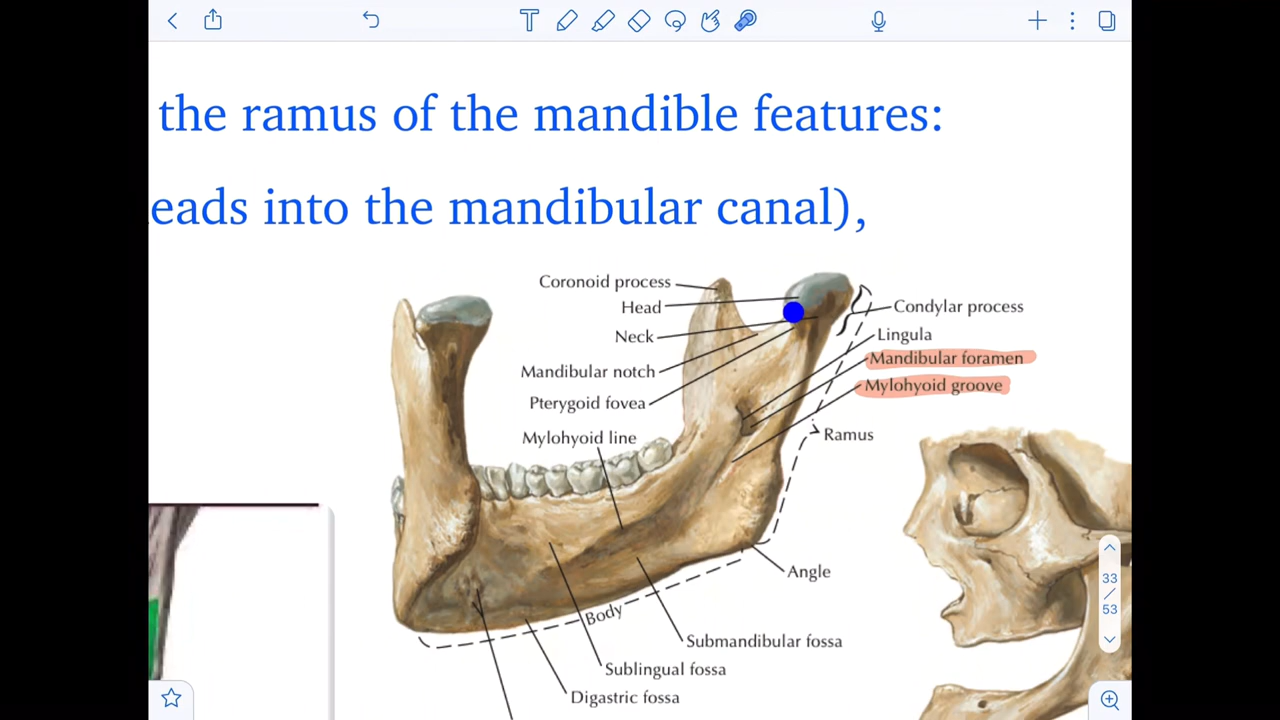 the ramus of the mandible features:
eads into the mandibular canal),
Coronoid process
Head
Neck
Mandibular notch
Pterygoid fovea
Mylohyoid line
Condylar process
Lingula
Mandibular foramen
Mylohyoid groove
Ramus
Angle
Body
Submandibular fossa
Sublingual fossa
Digastric fossa
33
/
53